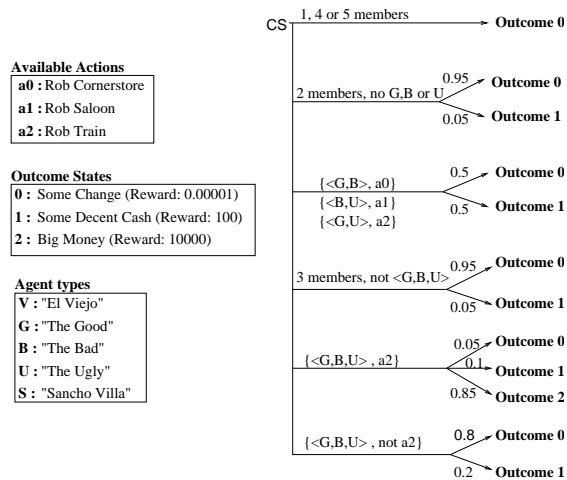 Available Actions
a0 : Rob Cornerstore
a1 : Rob Saloon
a2 : Rob Train
Outcome States
0 : Some Change (Reward: 0.00001)
1 : Some Decent Cash (Reward: 100)
2 : Big Money (Reward: 10000)
Agent types
V : "El Viejo"
G : "The Good"
B : "The Bad"
U : "The Ugly"
S : "Sancho Villa"
CS
1, 4 or 5 members
Outcome 0
2 members, no G,B or U
0.95
Outcome 0
0.05
Outcome 1
{<G,B>, a0}
{<B,U>, a1}
{<G,U>, a2}
0.5
Outcome 0
0.5
Outcome 1
3 members, not <G,B,U>
0.95
Outcome 0
0.05
Outcome 1
{<G,B,U> , a2}
0.05
Outcome 0
0.1
Outcome 1
0.85
Outcome 2
{<G,B,U> , not a2}
0.8
Outcome 0
0.2
Outcome 1